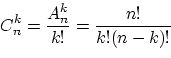 $C_n^k = \frac{A_n^k}{k!} = \frac{n!}{k!(n-k)!}$